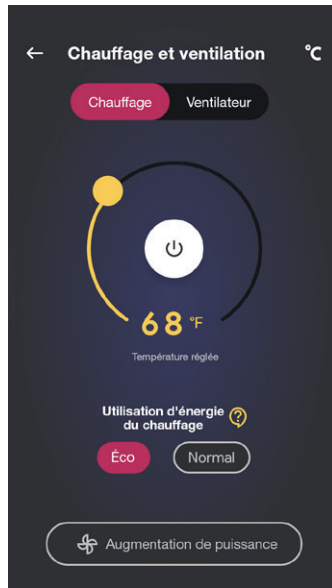 Chauffage et ventilation °C
Chauffage Ventilateur
68 °F
Température réglée
Utilisation d'énergie
du chauffage
Éco Normal
Augmentation de puissance